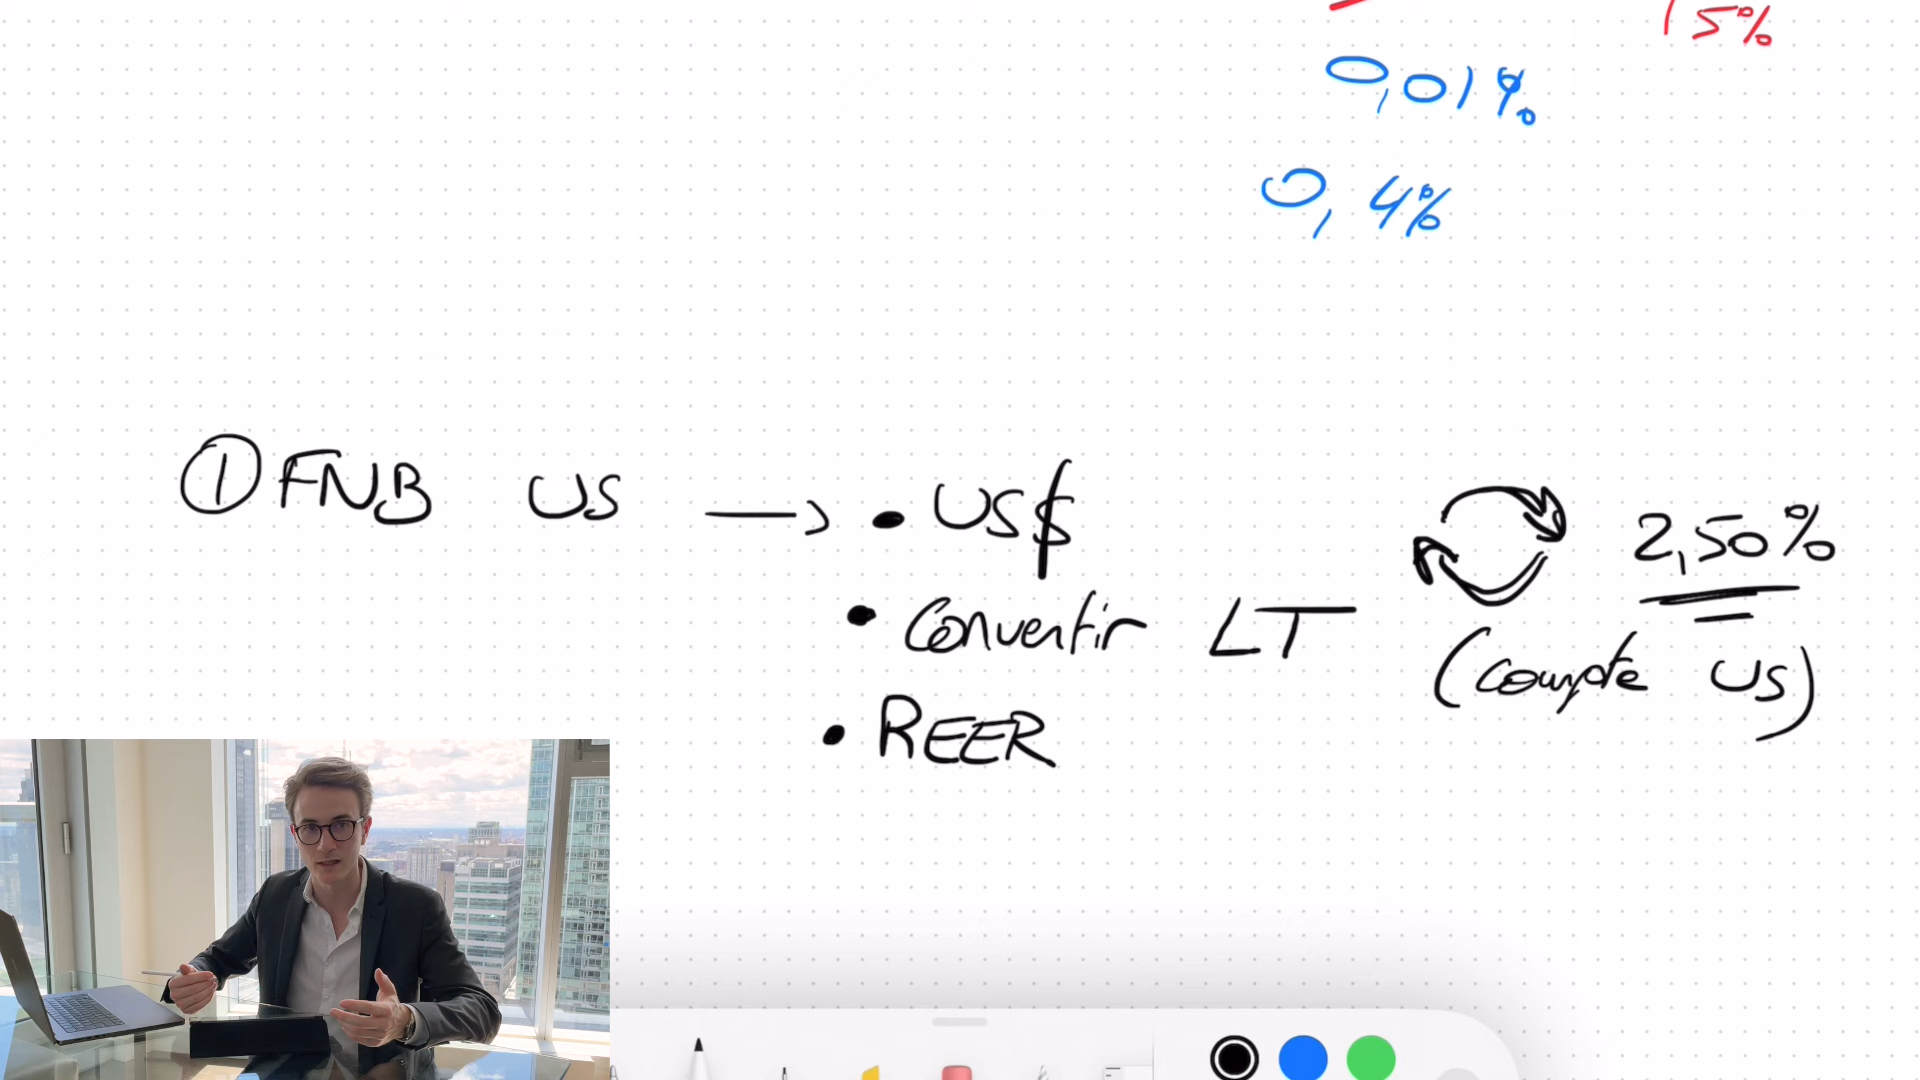 15%
0,01%
0,4%
① FNB US → • US$ 2,50%
• Convertir LT (compte US)
• REER